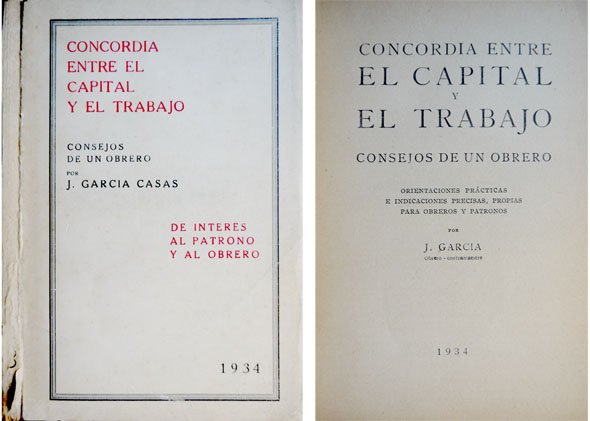 CONCORDIA
ENTRE EL
CAPITAL
Y EL TRABAJO
CONSEJOS
DE UN OBRERO
POR
J. GARCIA CASAS
DE INTERES
AL PATRONO
Y AL OBRERO
1934
CONCORDIA ENTRE
EL CAPITAL
Y
EL TRABAJO
CONSEJOS DE UN OBRERO
ORIENTACIONES PRÁCTICAS
E INDICACIONES PRECISAS, PROPIAS
PARA OBREROS Y PATRONOS
POR
J. GARCIA
1934